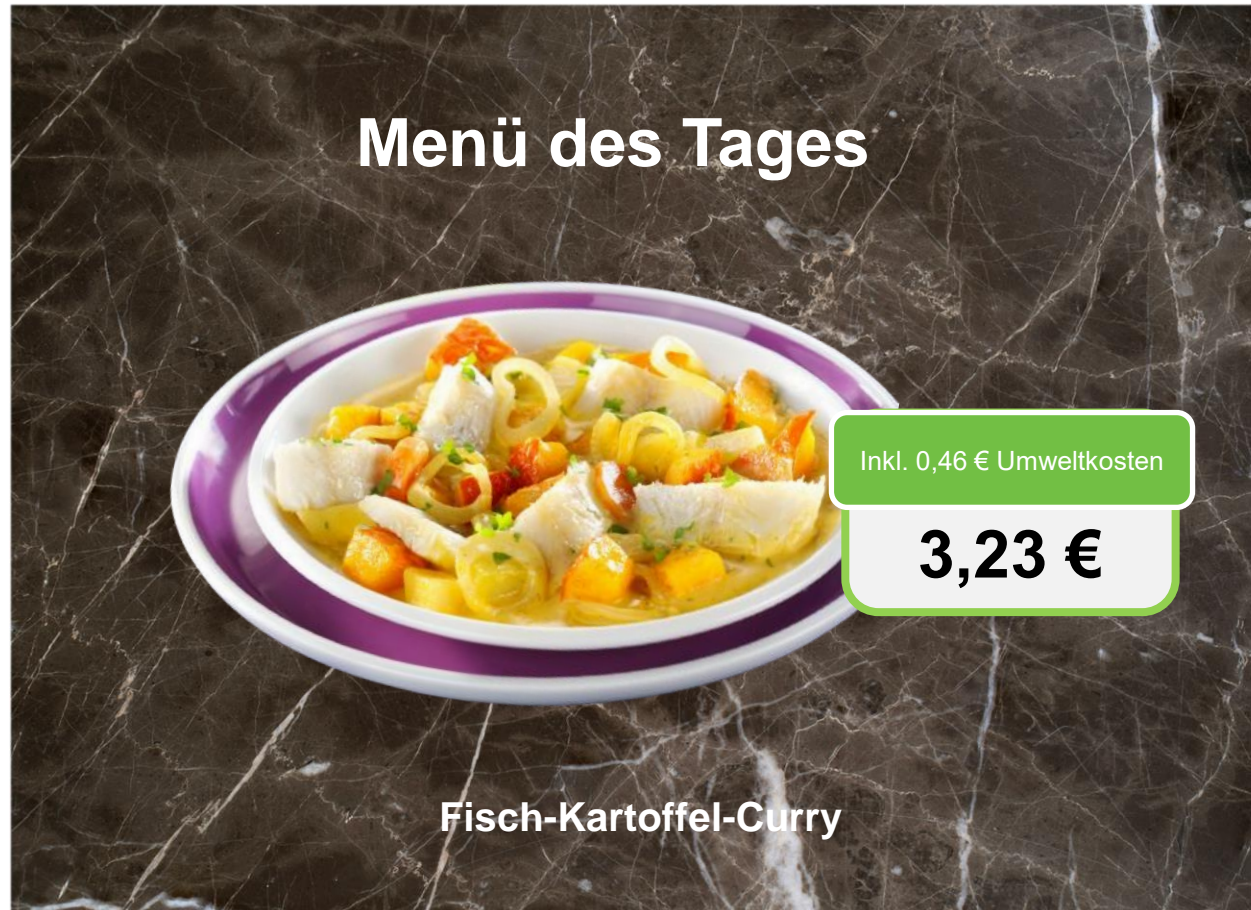 Menü des Tages
Inkl. 0,46 € Umweltkosten
3,23 €
Fisch-Kartoffel-Curry